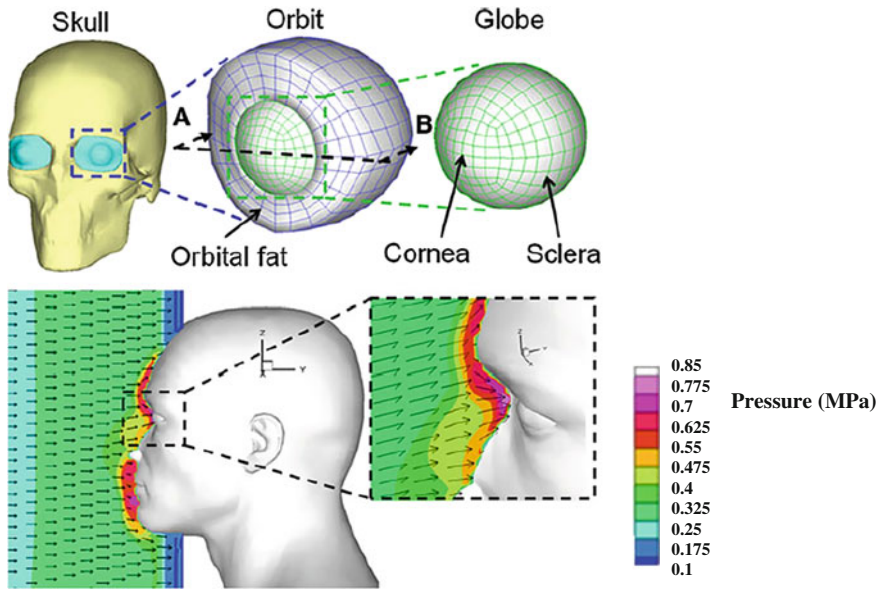 Skull
Orbit
Globe
A
B
Orbital fat
Cornea
Sclera
Z
X
Y
Z
Y
X
Pressure (MPa)
0.85
0.775
0.7
0.625
0.55
0.475
0.4
0.325
0.25
0.175
0.1